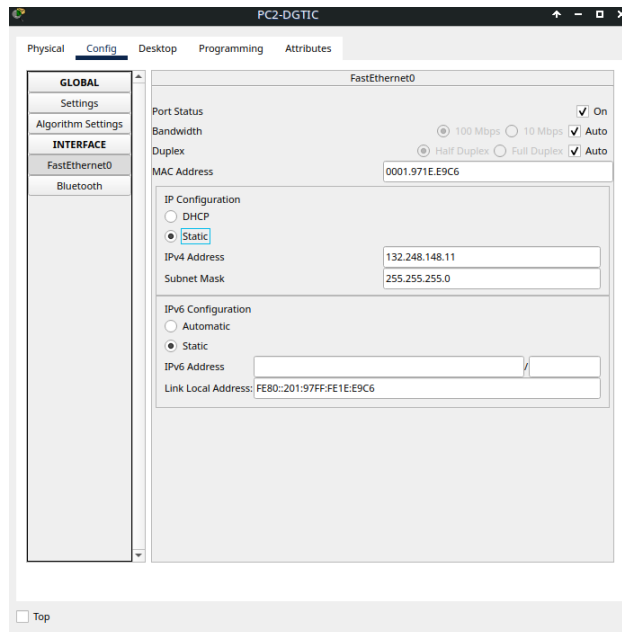 PC2-DGTIC
Physical Config Desktop Programming Attributes
GLOBAL
Settings
Algorithm Settings
INTERFACE
FastEthernet0
Bluetooth
FastEthernet0
Port Status On
Bandwidth 100 Mbps 10 Mbps Auto
Duplex Half Duplex Full Duplex Auto
MAC Address 0001.971E.E9C6
IP Configuration
DHCP
Static
IPv4 Address 132.248.148.11
Subnet Mask 255.255.255.0
IPv6 Configuration
Automatic
Static
IPv6 Address /
Link Local Address: FE80::201:97FF:FE1E:E9C6
Top